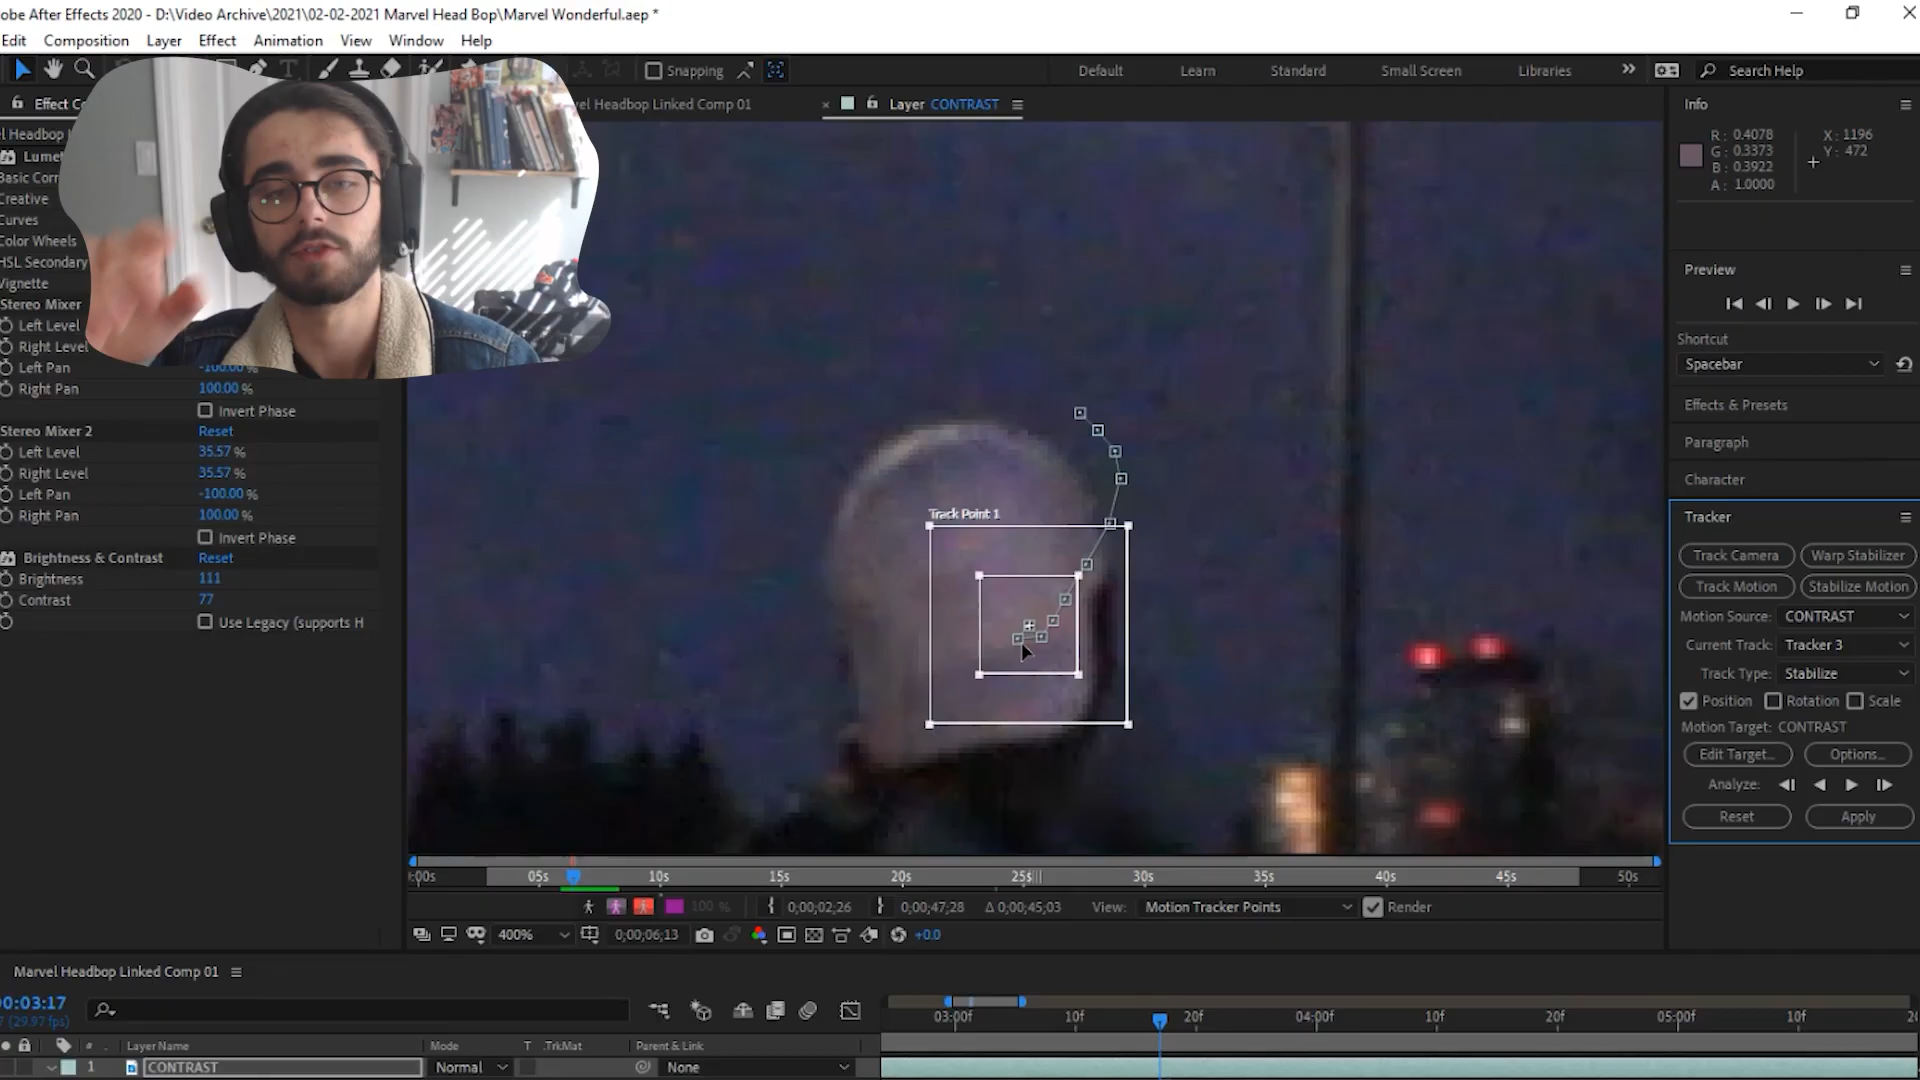 obe After Effects 2020 - D:\Video Archive\2021\02-02-2021 Marvel Head Bop\Marvel Wonderful.aep *
Edit Composition Layer Effect Animation View Window Help
Snapping
Default Learn Standard Small Screen Libraries
Search Help
Effect Co
vel Headbop Linked Comp 01
Layer CONTRAST
Info
el Headbop
R: 0.4078
G: 0.3373
B: 0.3922
A: 1.0000
X: 1196
Y: 472
Lumet
Basic Corr
Creative
Curves
Color Wheels
HSL Secondary
Vignette
Stereo Mixer
Left Level
Right Level
Left Pan -100.00 %
Right Pan 100.00 %
Invert Phase
Stereo Mixer 2 Reset
Left Level 35.57 %
Right Level 35.57 %
Left Pan -100.00 %
Right Pan 100.00 %
Invert Phase
Brightness & Contrast Reset
Brightness 111
Contrast 77
Use Legacy (supports H
Track Point 1
Preview
Shortcut
Spacebar
Effects & Presets
Paragraph
Character
Tracker
Track Camera Warp Stabilizer
Track Motion Stabilize Motion
Motion Source: CONTRAST
Current Track: Tracker 3
Track Type: Stabilize
Position Rotation Scale
Motion Target: CONTRAST
Edit Target... Options...
Analyze:
Reset Apply
:00s 05s 10s 15s 20s 25s 30s 35s 40s 45s 50s
100 % 0;00;02;26 0;00;47;28 Δ 0;00;45;03 View: Motion Tracker Points Render
400% 0;00;06;13 +0.0
Marvel Headbop Linked Comp 01
00:03:17
7 (29.97 fps)
03:00f 10f 20f 04:00f 10f 20f 05:00f 10f 2
# Layer Name Mode T .TrkMat Parent & Link
1 CONTRAST Normal None